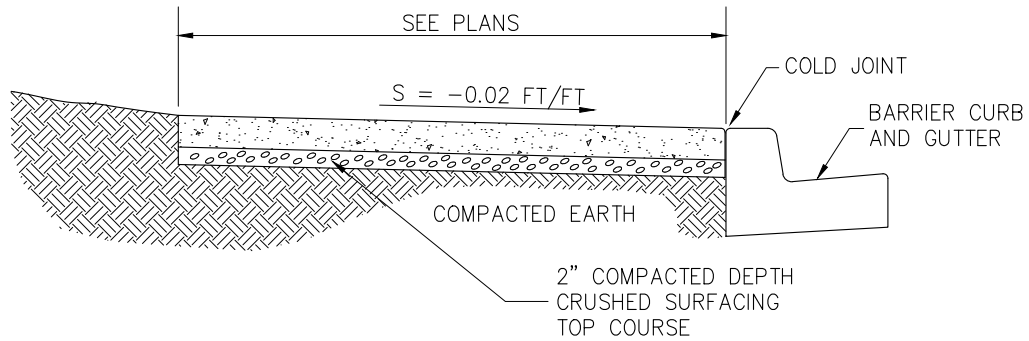 SEE PLANS
S = -0.02 FT/FT
COLD JOINT
BARRIER CURB
AND GUTTER
COMPACTED EARTH
2” COMPACTED DEPTH
CRUSHED SURFACING
TOP COURSE